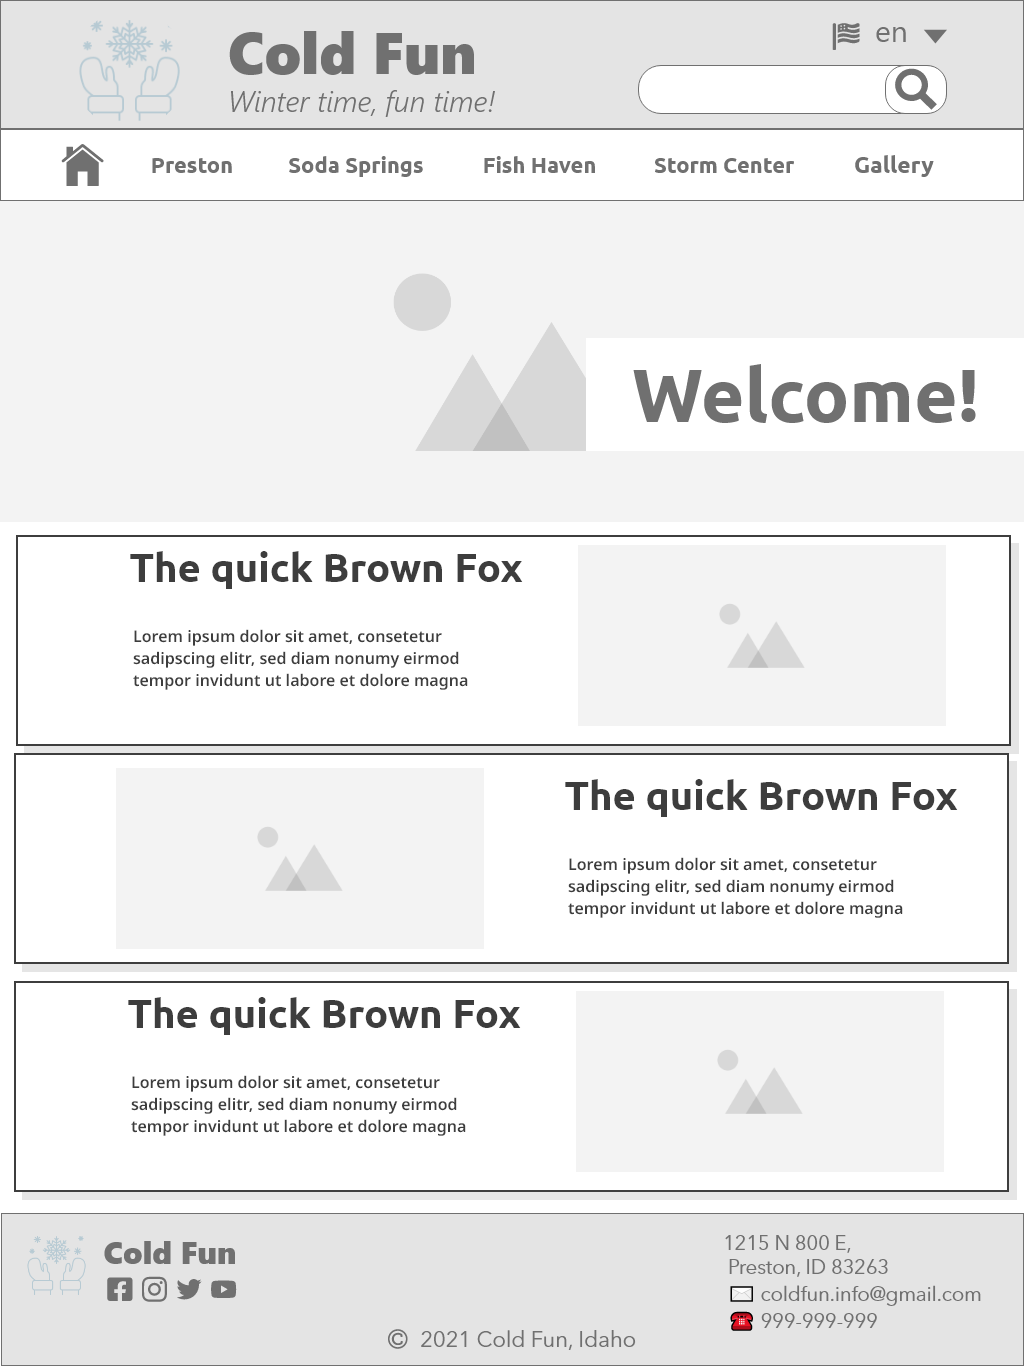 Cold Fun
Winter time, fun time!
en
Preston
Soda Springs
Fish Haven
Storm Center
Gallery
Welcome!
The quick Brown Fox
Lorem ipsum dolor sit amet, consetetur
sadipscing elitr, sed diam nonumy eirmod
tempor invidunt ut labore et dolore magna
The quick Brown Fox
Lorem ipsum dolor sit amet, consetetur
sadipscing elitr, sed diam nonumy eirmod
tempor invidunt ut labore et dolore magna
The quick Brown Fox
Lorem ipsum dolor sit amet, consetetur
sadipscing elitr, sed diam nonumy eirmod
tempor invidunt ut labore et dolore magna
Cold Fun
1215 N 800 E,
Preston, ID 83263
coldfun.info@gmail.com
999-999-999
© 2021 Cold Fun, Idaho